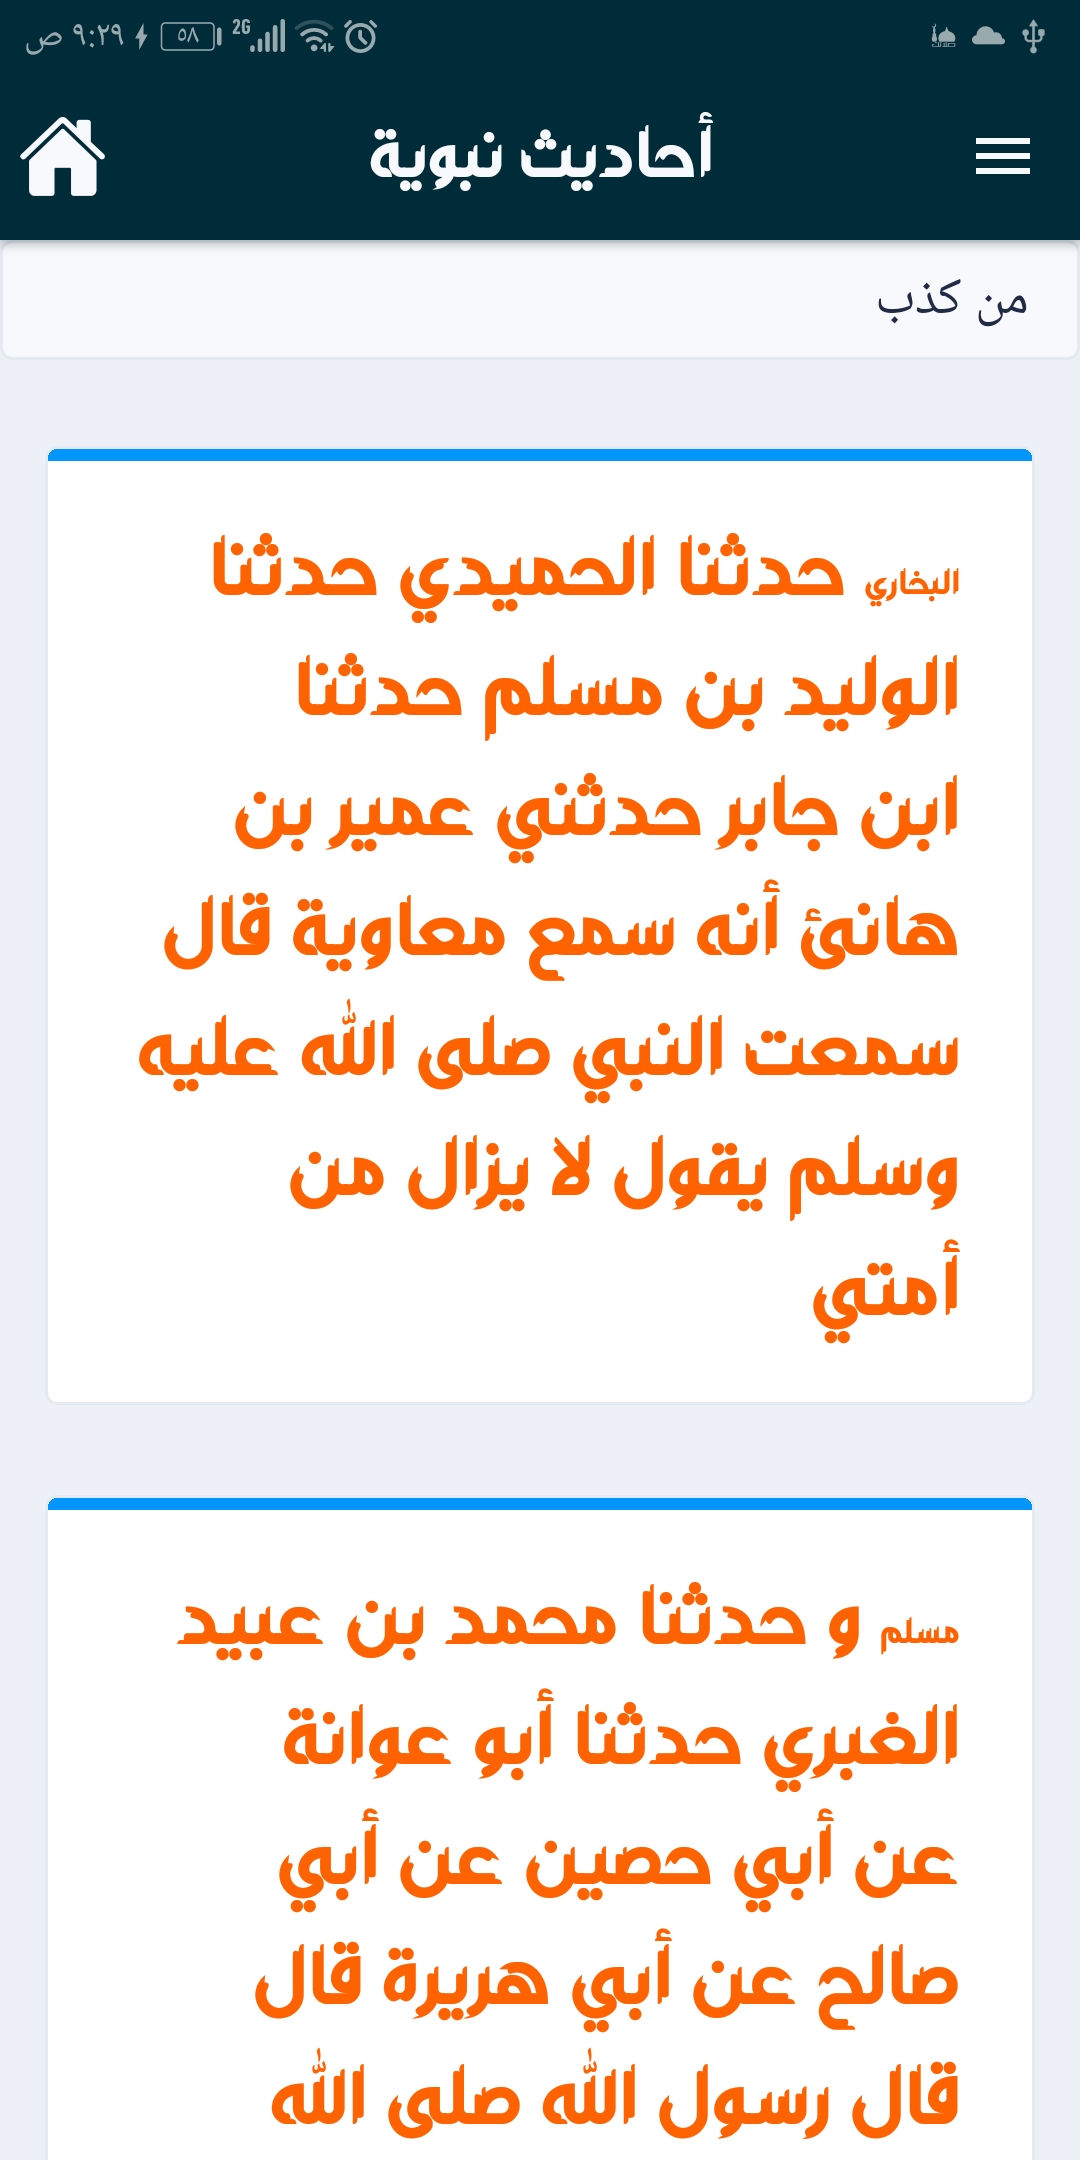 ٩:٢٩ ص
٥٨
2G
أحاديث نبوية
من كذب
البخاري حدثنا الحميدي حدثنا
الوليد بن مسلم حدثنا
ابن جابر حدثني عمير بن
هانئ أنه سمع معاوية قال
سمعت النبي صلى الله عليه
وسلم يقول لا يزال من
أمتي
مسلم و حدثنا محمد بن عبيد
الغبري حدثنا أبو عوانة
عن أبي حصين عن أبي
صالح عن أبي هريرة قال
قال رسول الله صلى الله